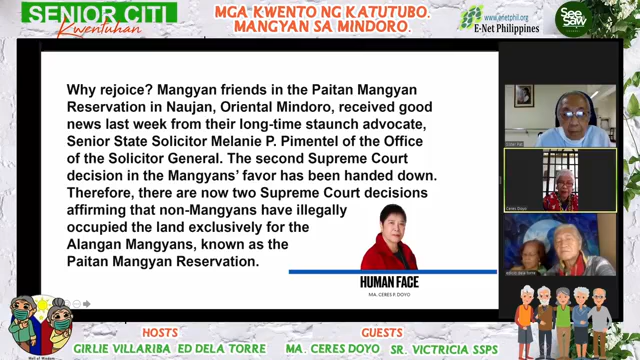 SENIOR CITI
Kwentuhan
MGA KWENTO NG KATUTUBO.
MANGYAN SA MINDORO.
www.enetphil.org
E-Net Philippines
See
Saw
Why rejoice? Mangyan friends in the Paitan Mangyan
Reservation in Naujan, Oriental Mindoro, received good
news last week from their long-time staunch advocate,
Senior State Solicitor Melanie P. Pimentel of the Office
of the Solicitor General. The second Supreme Court
decision in the Mangyans' favor has been handed down.
Therefore, there are now two Supreme Court decisions
affirming that non-Mangyans have illegally
occupied the land exclusively for the
Alangan Mangyans, known as the
Paitan Mangyan Reservation.
HUMAN FACE
MA. CERES P. DOYO
Ceres Doyo
HOSTS
GIRLIE VILLARIBA ED DELA TORRE
GUESTS
MA. CERES DOYO SR. VICTRICIA SSPS